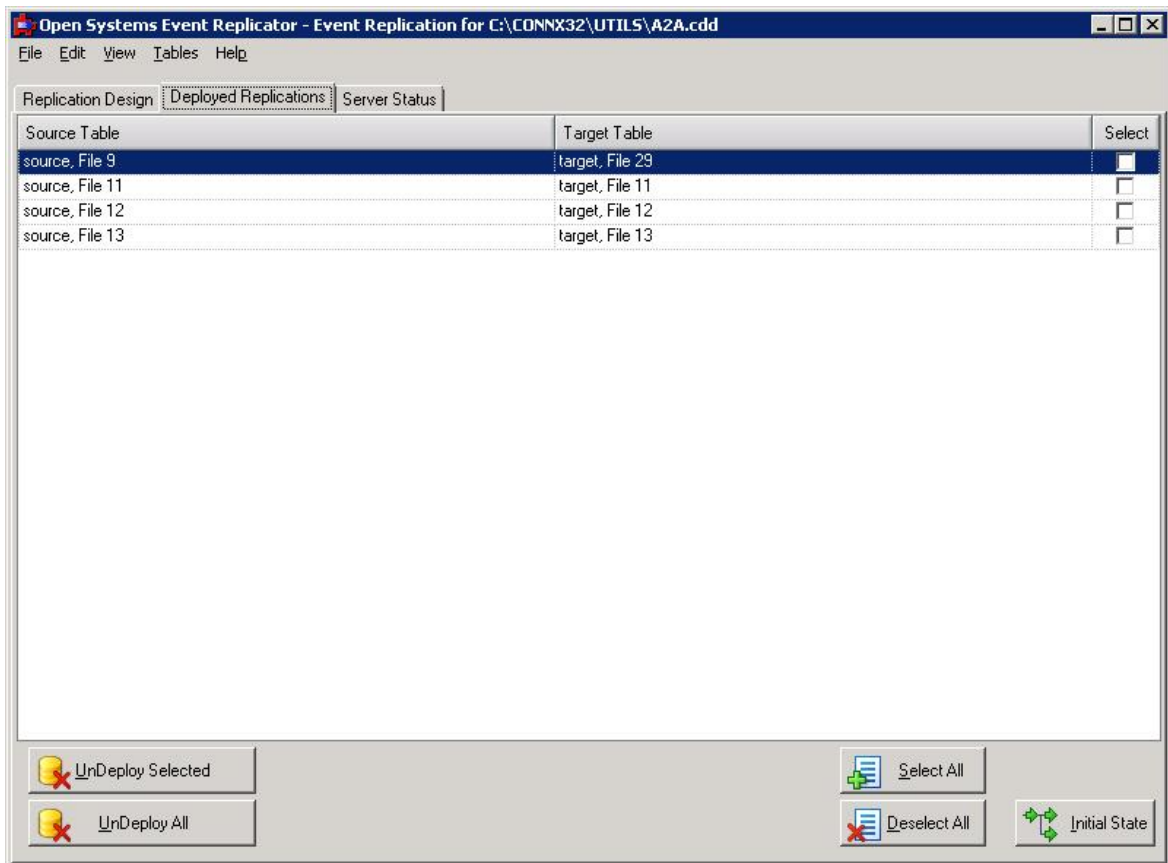 Open Systems Event Replicator - Event Replication for C:\CONNX32\UTILS\A2A.cdd
File Edit View Tables Help
Replication Design Deployed Replications Server Status
Source Table Target Table Select
source, File 9 target, File 29
source, File 11 target, File 11
source, File 12 target, File 12
source, File 13 target, File 13
UnDeploy Selected Select All
UnDeploy All Deselect All Initial State